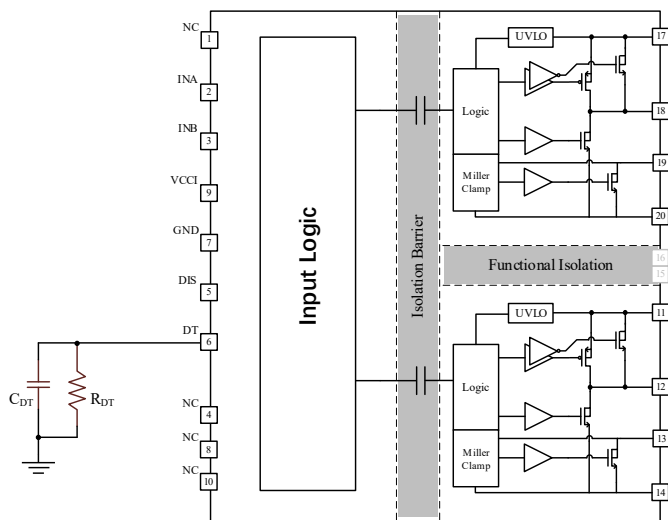 NC
1
INA
2
INB
3
VCCI
9
GND
7
DIS
5
DT
6
NC
4
NC
8
NC
10
CDT
RDT
Input Logic
Isolation Barrier
UVLO
17
Logic
18
Miller
Clamp
19
20
Functional Isolation
16
15
UVLO
11
Logic
12
Miller
Clamp
13
14